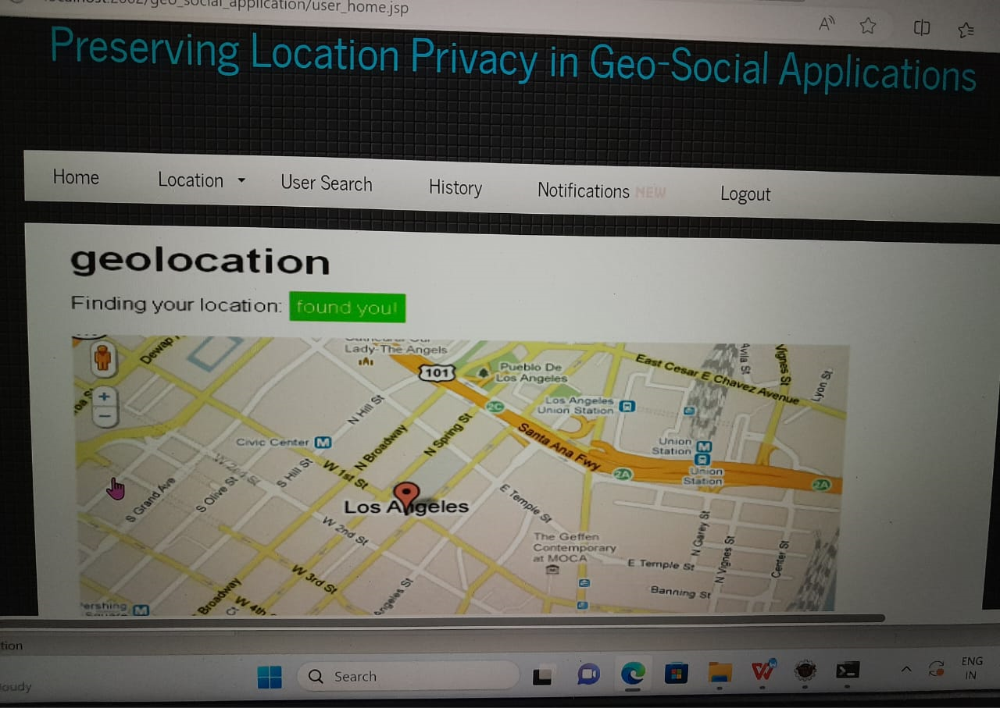 geo_social_application/user_home.jsp
Preserving Location Privacy in Geo-Social Applications
Home Location User Search History Notifications NEW Logout
geolocation
Finding your location: found you!
Lady-The Angels
101
Pueblo De
Los Angeles
East Cesar E Chavez Avenue
Avila St
Vignes St
Lyon St
N Hill St
2C
Los Angeles
Union Station
N Broadway
N Spring St
Santa Ana Fwy
Civic Center M
Union
Station M
Union
Station
2A
2A
W 1st St
W 2nd St
S Hill St
S Olive St
S Grand Ave
Los Angeles
E Temple St
W 2nd St
The Geffen
Contemporary
at MOCA
E Temple St
N Garey St
N Vignes St
Center St
Banning St
W 3rd St
Broadway
W 4th
Angeles St
M
tion
Search
ENG
IN